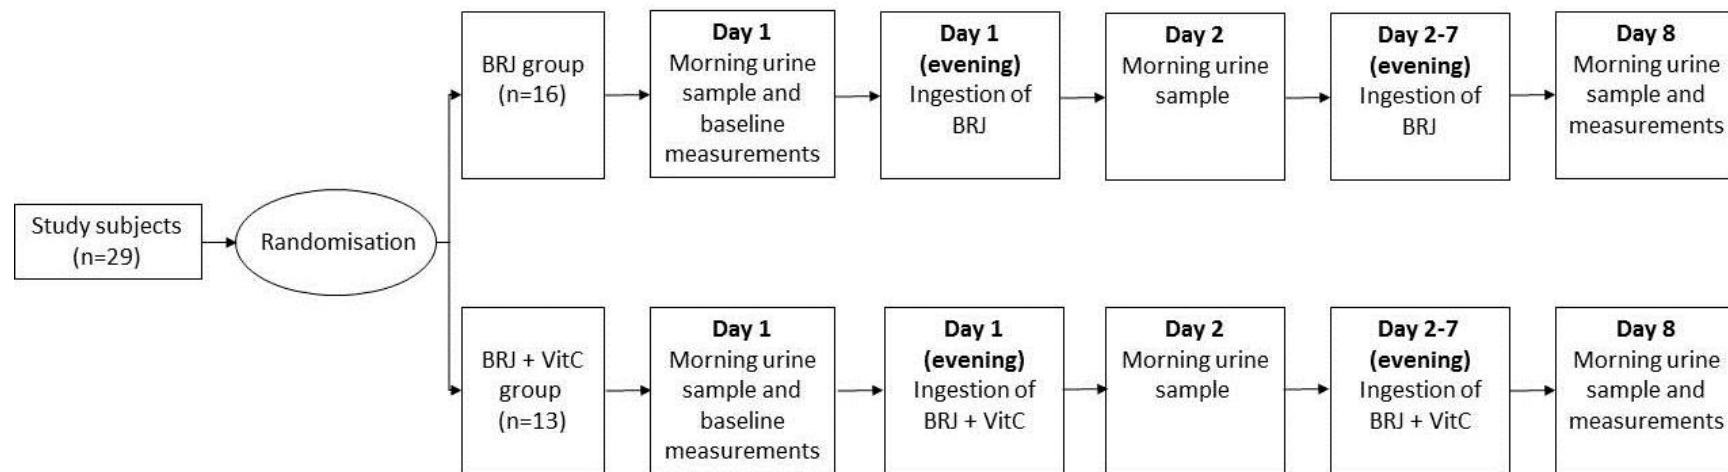 Study subjects
(n=29)
Randomisation
BRJ group
(n=16)
Day 1
Morning urine
sample and
baseline
measurements
Day 1
(evening)
Ingestion of
BRJ
Day 2
Morning urine
sample
Day 2-7
(evening)
Ingestion of
BRJ
Day 8
Morning urine
sample and
measurements
BRJ + VitC
group
(n=13)
Day 1
Morning urine
sample and
baseline
measurements
Day 1
(evening)
Ingestion of
BRJ + VitC
Day 2
Morning urine
sample
Day 2-7
(evening)
Ingestion of
BRJ + VitC
Day 8
Morning urine
sample and
measurements